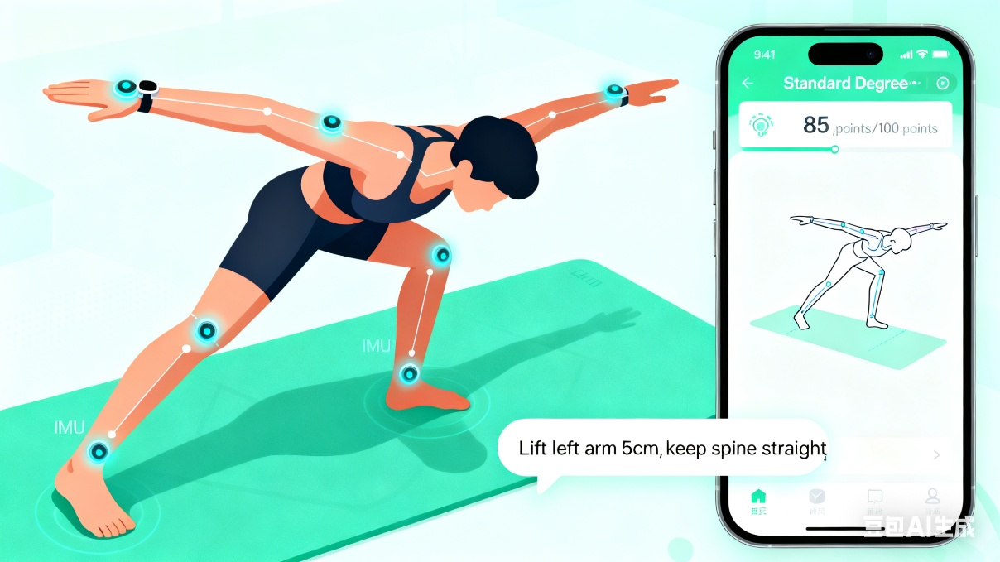 9:41
Standard Degree
85 /points/100 points
IMU
IMU
Lift left arm 5cm, keep spine straight
豆包AI生成